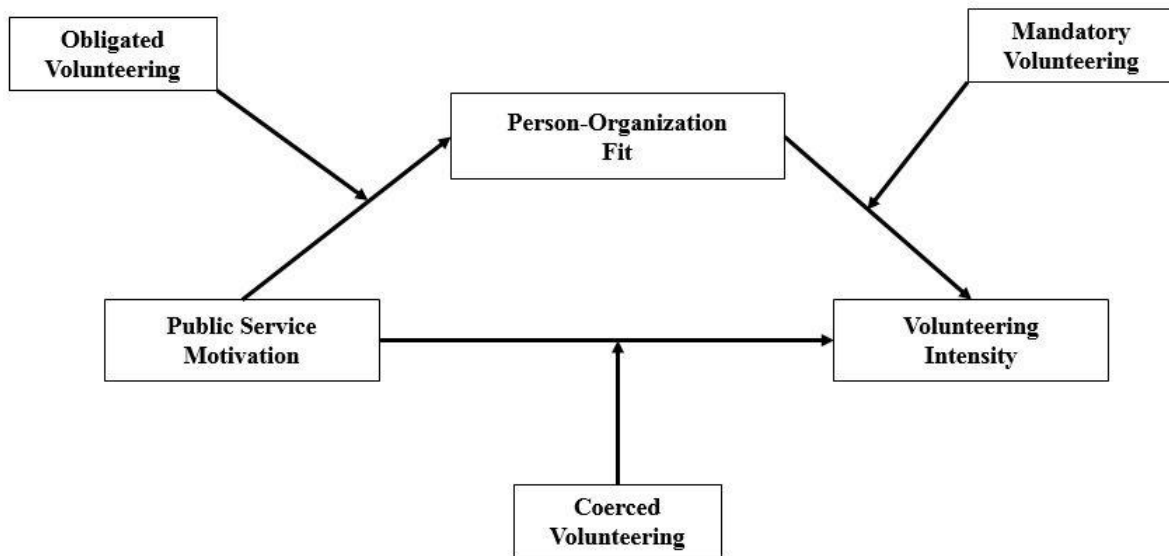 Obligated
Volunteering
Mandatory
Volunteering
Person-Organization
Fit
Public Service
Motivation
Volunteering
Intensity
Coerced
Volunteering